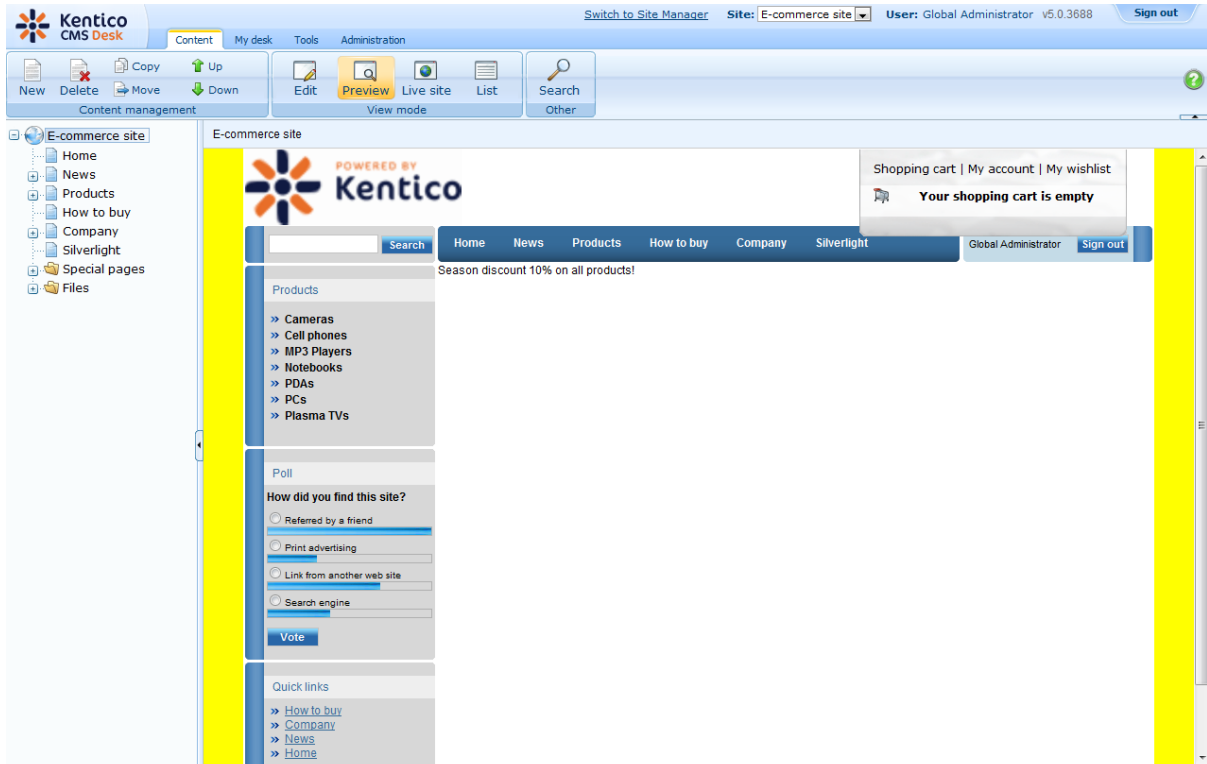 Kentico
CMS Desk
Switch to Site Manager Site: E-commerce site User: Global Administrator v5.0.3688 Sign out
Content My desk Tools Administration
New Delete Copy Move Up Down
Content management
Edit Preview Live site List
View mode
Search
Other
E-commerce site
Home
News
Products
How to buy
Company
Silverlight
Special pages
Files
E-commerce site
POWERED BY
Kentico
Shopping cart | My account | My wishlist
Your shopping cart is empty
Search Home News Products How to buy Company Silverlight Global Administrator Sign out
Season discount 10% on all products!
Products
» Cameras
» Cell phones
» MP3 Players
» Notebooks
» PDAs
» PCs
» Plasma TVs
Poll
How did you find this site?
Referred by a friend
Print advertising
Link from another web site
Search engine
Vote
Quick links
» How to buy
» Company
» News
» Home